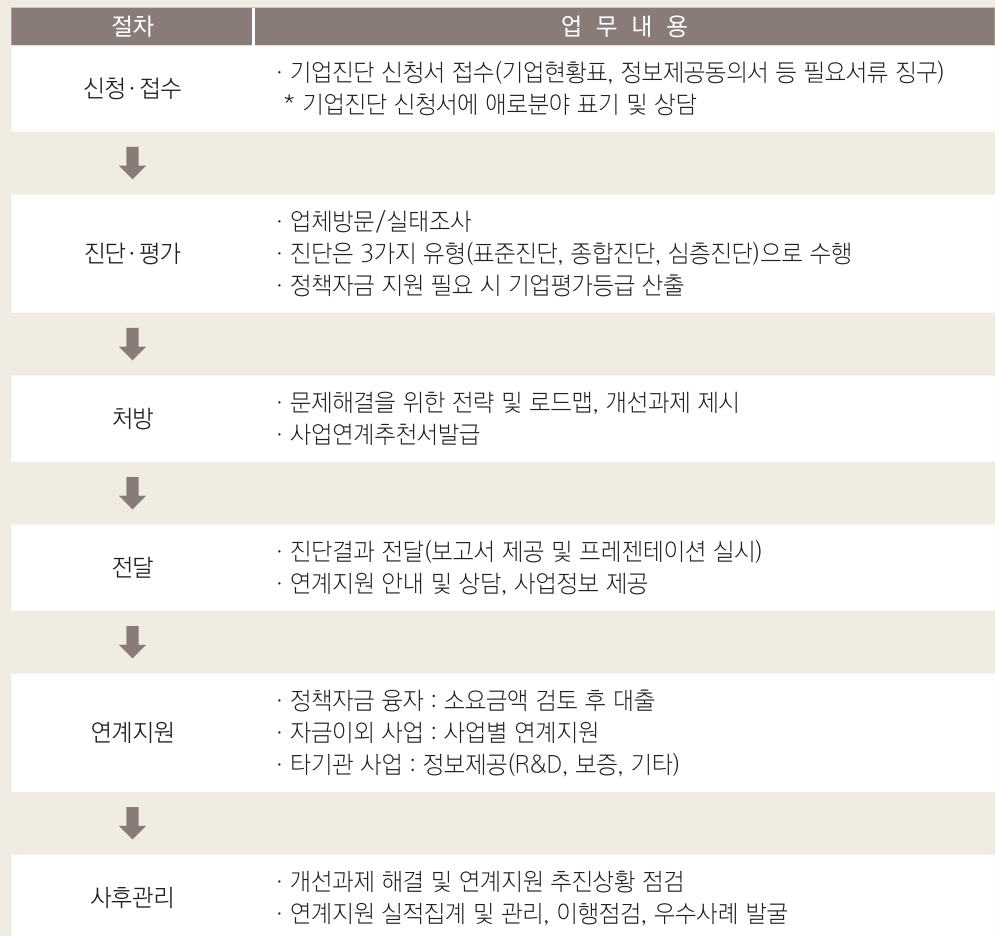 절차 업 무 내 용
신청·접수
· 기업진단 신청서 접수(기업현황표, 정보제공동의서 등 필요서류 징구)
* 기업진단 신청서에 애로분야 표기 및 상담
진단·평가
· 업체방문/실태조사
· 진단은 3가지 유형(표준진단, 종합진단, 심층진단)으로 수행
· 정책자금 지원 필요 시 기업평가등급 산출
처방
· 문제해결을 위한 전략 및 로드맵, 개선과제 제시
· 사업연계추천서발급
전달
· 진단결과 전달(보고서 제공 및 프레젠테이션 실시)
· 연계지원 안내 및 상담, 사업정보 제공
연계지원
· 정책자금 융자 : 소요금액 검토 후 대출
· 자금이외 사업 : 사업별 연계지원
· 타기관 사업 : 정보제공(R&D, 보증, 기타)
사후관리
· 개선과제 해결 및 연계지원 추진상황 점검
· 연계지원 실적집계 및 관리, 이행점검, 우수사례 발굴